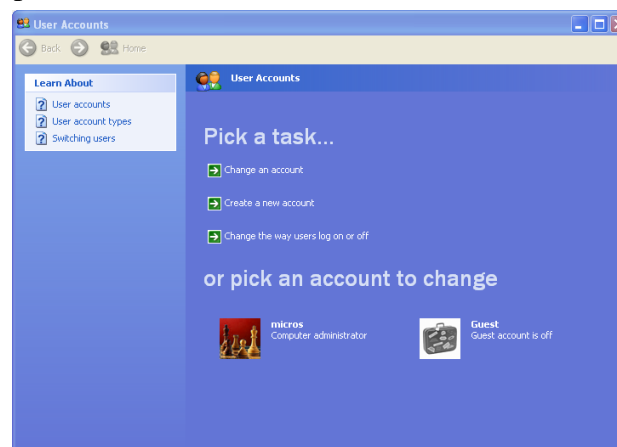 User Accounts
Back Home
Learn About
User accounts
User account types
Switching users
User Accounts
Pick a task...
Change an account
Create a new account
Change the way users log on or off
or pick an account to change
micros
Computer administrator
Guest
Guest account is off